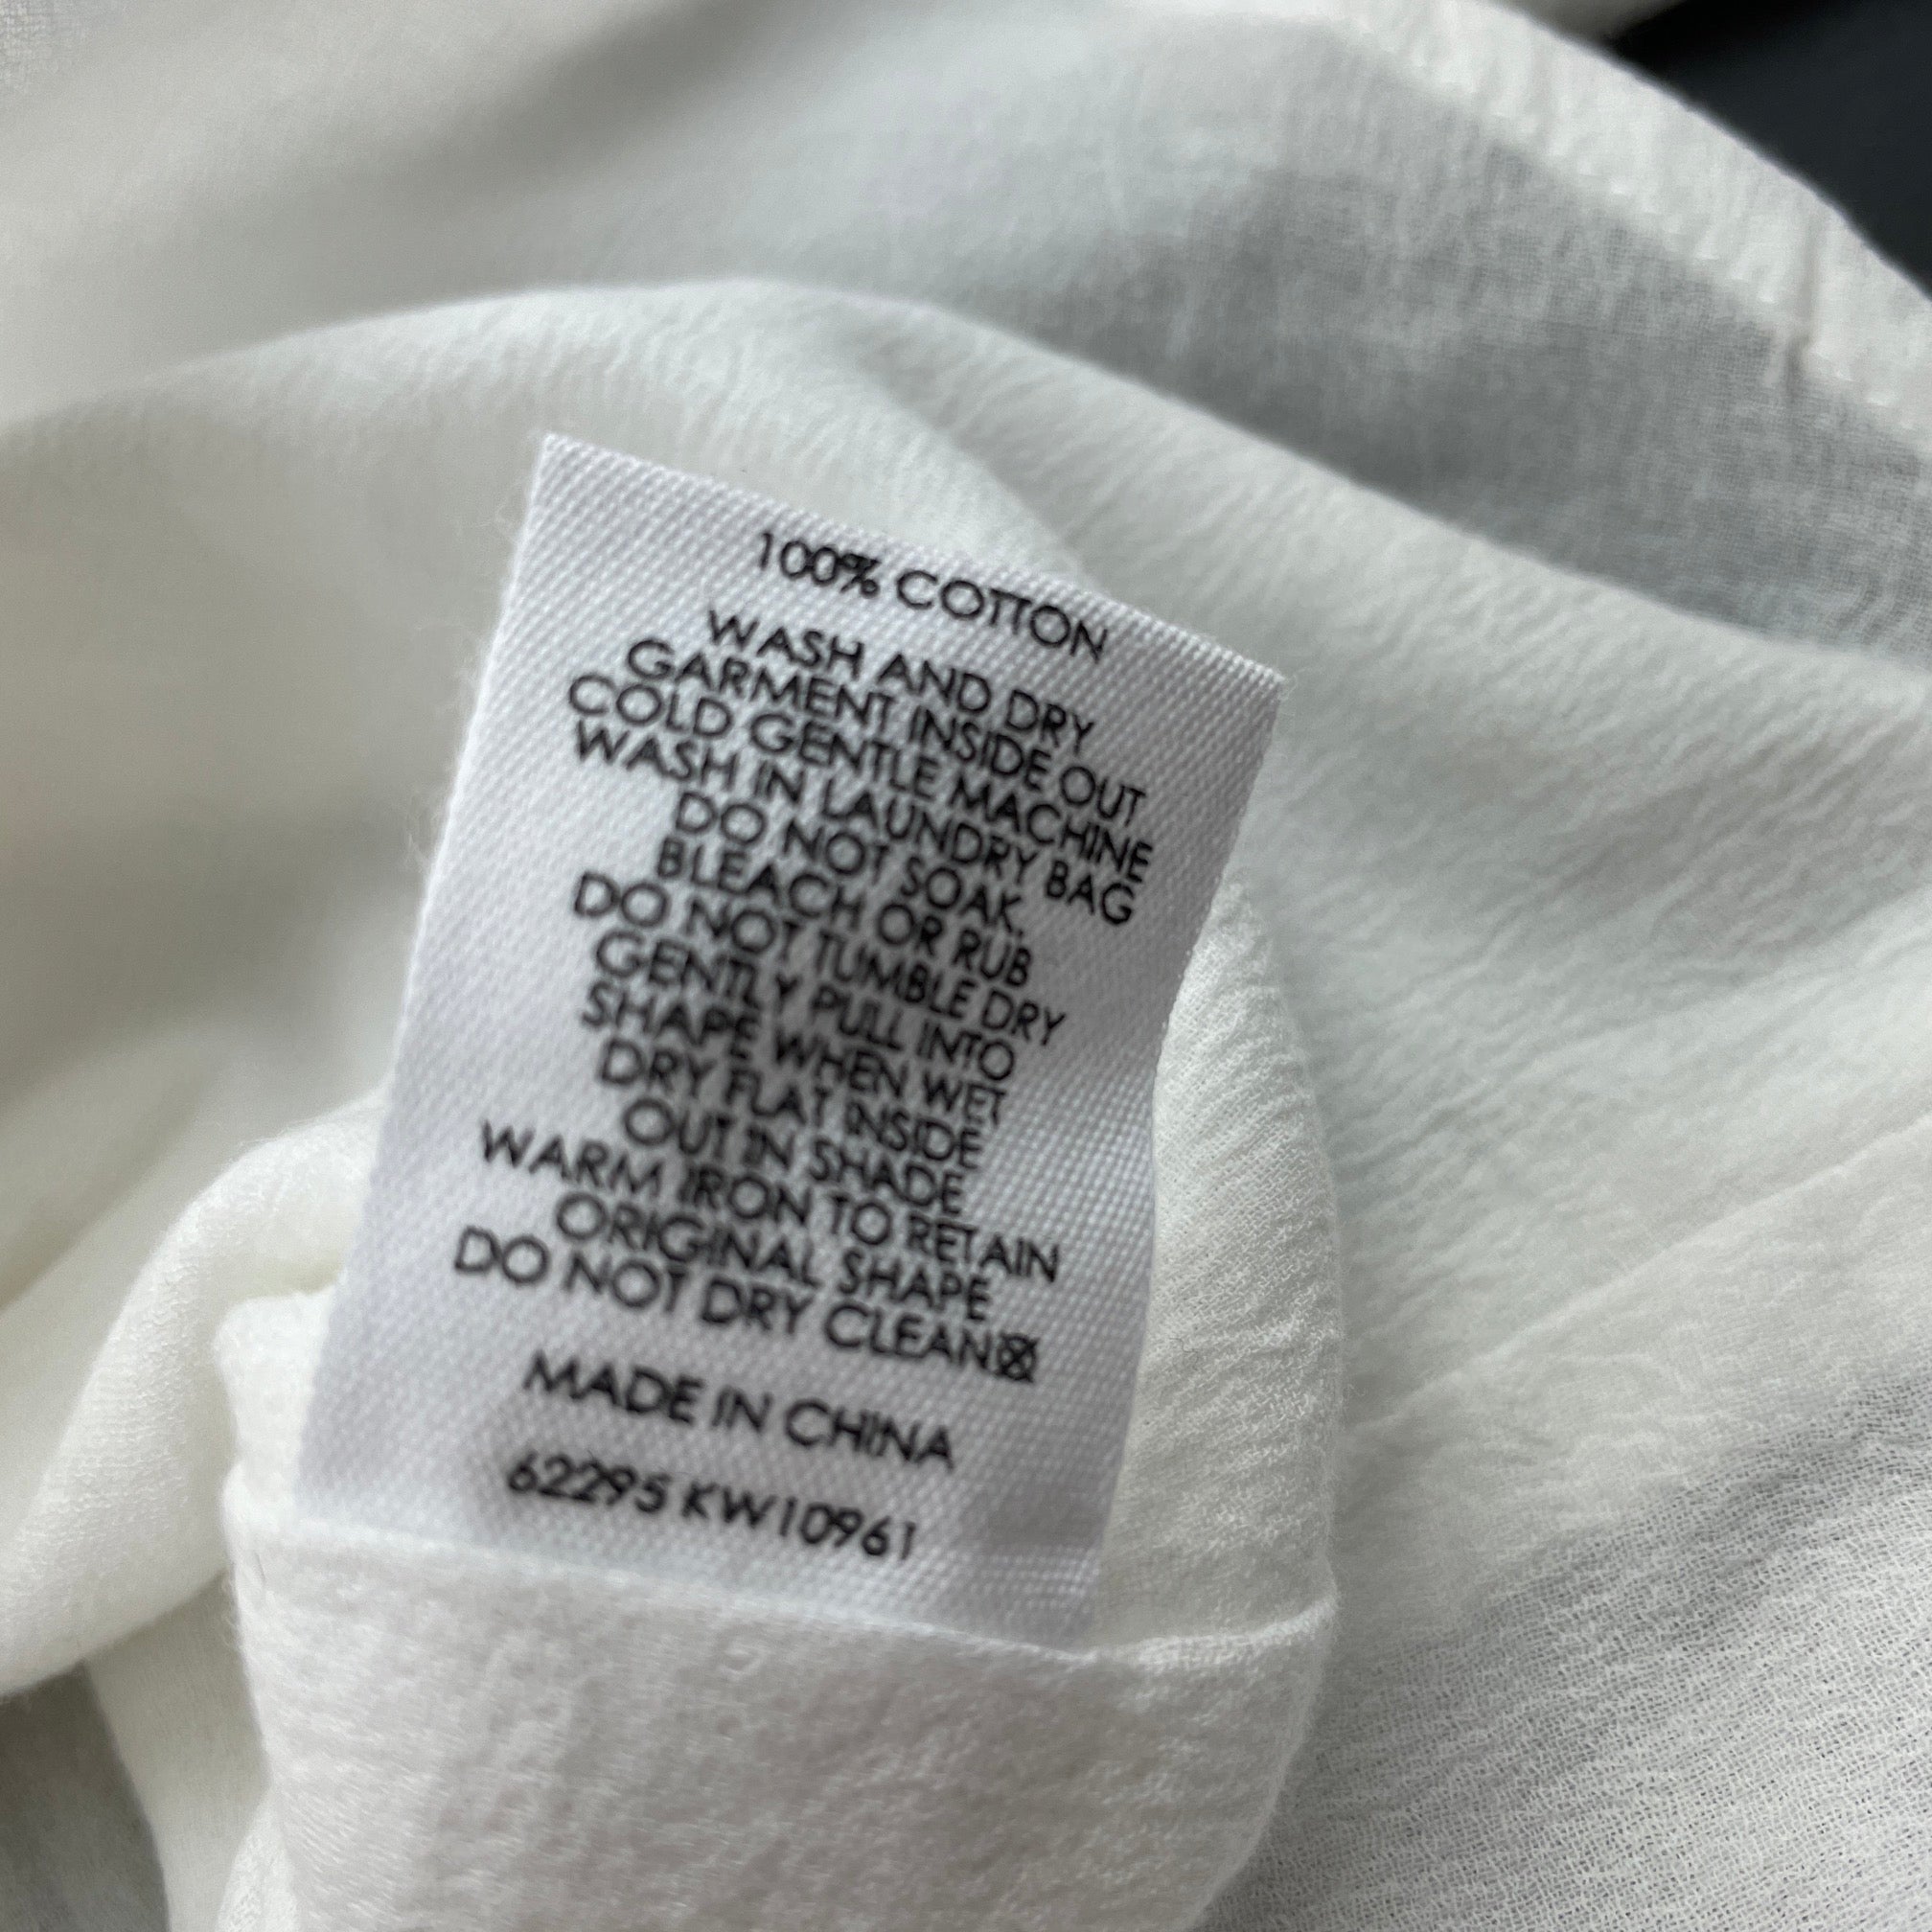 100% COTTON
WASH AND DRY
GARMENT INSIDE OUT
COLD GENTLE MACHINE
WASH IN LAUNDRY BAG
DO NOT SOAK,
BLEACH OR RUB
DO NOT TUMBLE DRY
GENTLY PULL INTO
SHAPE WHEN WET
DRY FLAT INSIDE
OUT IN SHADE
WARM IRON TO RETAIN
ORIGINAL SHAPE
DO NOT DRY CLEAN
MADE IN CHINA
62295 KW10961